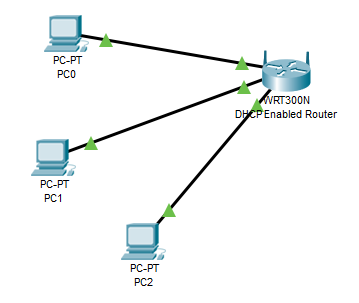 PC-PT
PC0
WRT300N
DHCP Enabled Router
PC-PT
PC1
PC-PT
PC2